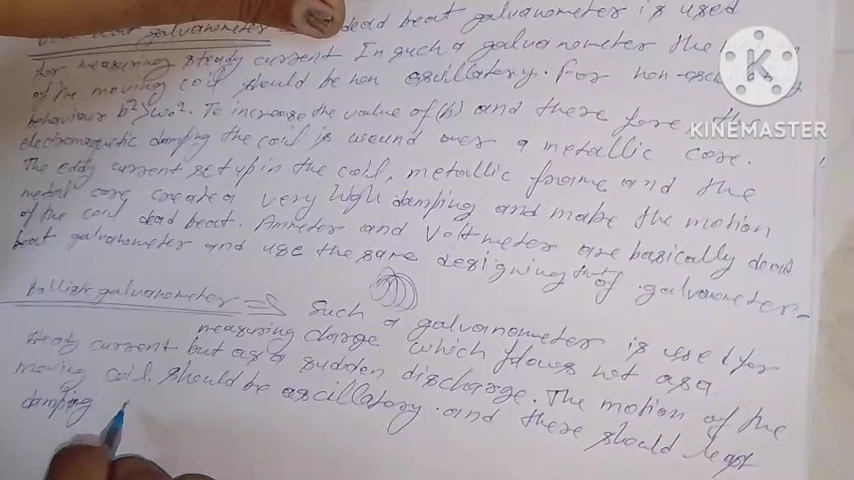 dead beat galvanometer is used
for measuring steady current In such a galvanometer the
of the moving coil should be non oscillatory. For non-
behaviour b²>ωo². To increase the value of (b) and there fore the
electromagnetic damping the coil is wound over a metallic core.
The eddy current setup in the coil, metallic frame and the
metal core create a very high damping and make the motion
of the coil dead beat. Ammeter and Voltmeter are basically dead
beat galvanometer and use the same designing of galvanometer-
Ballistic galvanometer ⇒ Such a galvanometer is used for
measuring charge which flows not as a
steady current but as a sudden discharge. The motion of the
moving coil should be oscillatory. and there should least
damping
KINEMASTER